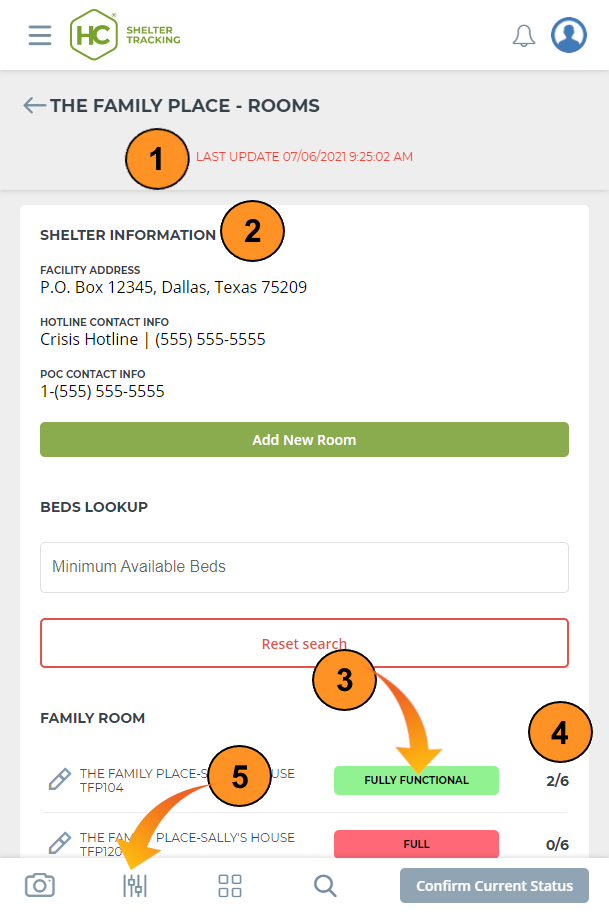 HC
®
SHELTER
TRACKING
THE FAMILY PLACE - ROOMS
1
LAST UPDATE 07/06/2021 9:25:02 AM
SHELTER INFORMATION
2
FACILITY ADDRESS
P.O. Box 12345, Dallas, Texas 75209
HOTLINE CONTACT INFO
Crisis Hotline | (555) 555-5555
POC CONTACT INFO
1-(555) 555-5555
Add New Room
BEDS LOOKUP
Minimum Available Beds
Reset search
3
FAMILY ROOM
4
5
THE FAMILY PLACE-S USE
TFP104
FULLY FUNCTIONAL
2/6
THE FAM PLACE-SALLY'S HOUSE
TFP120
FULL
0/6
Confirm Current Status